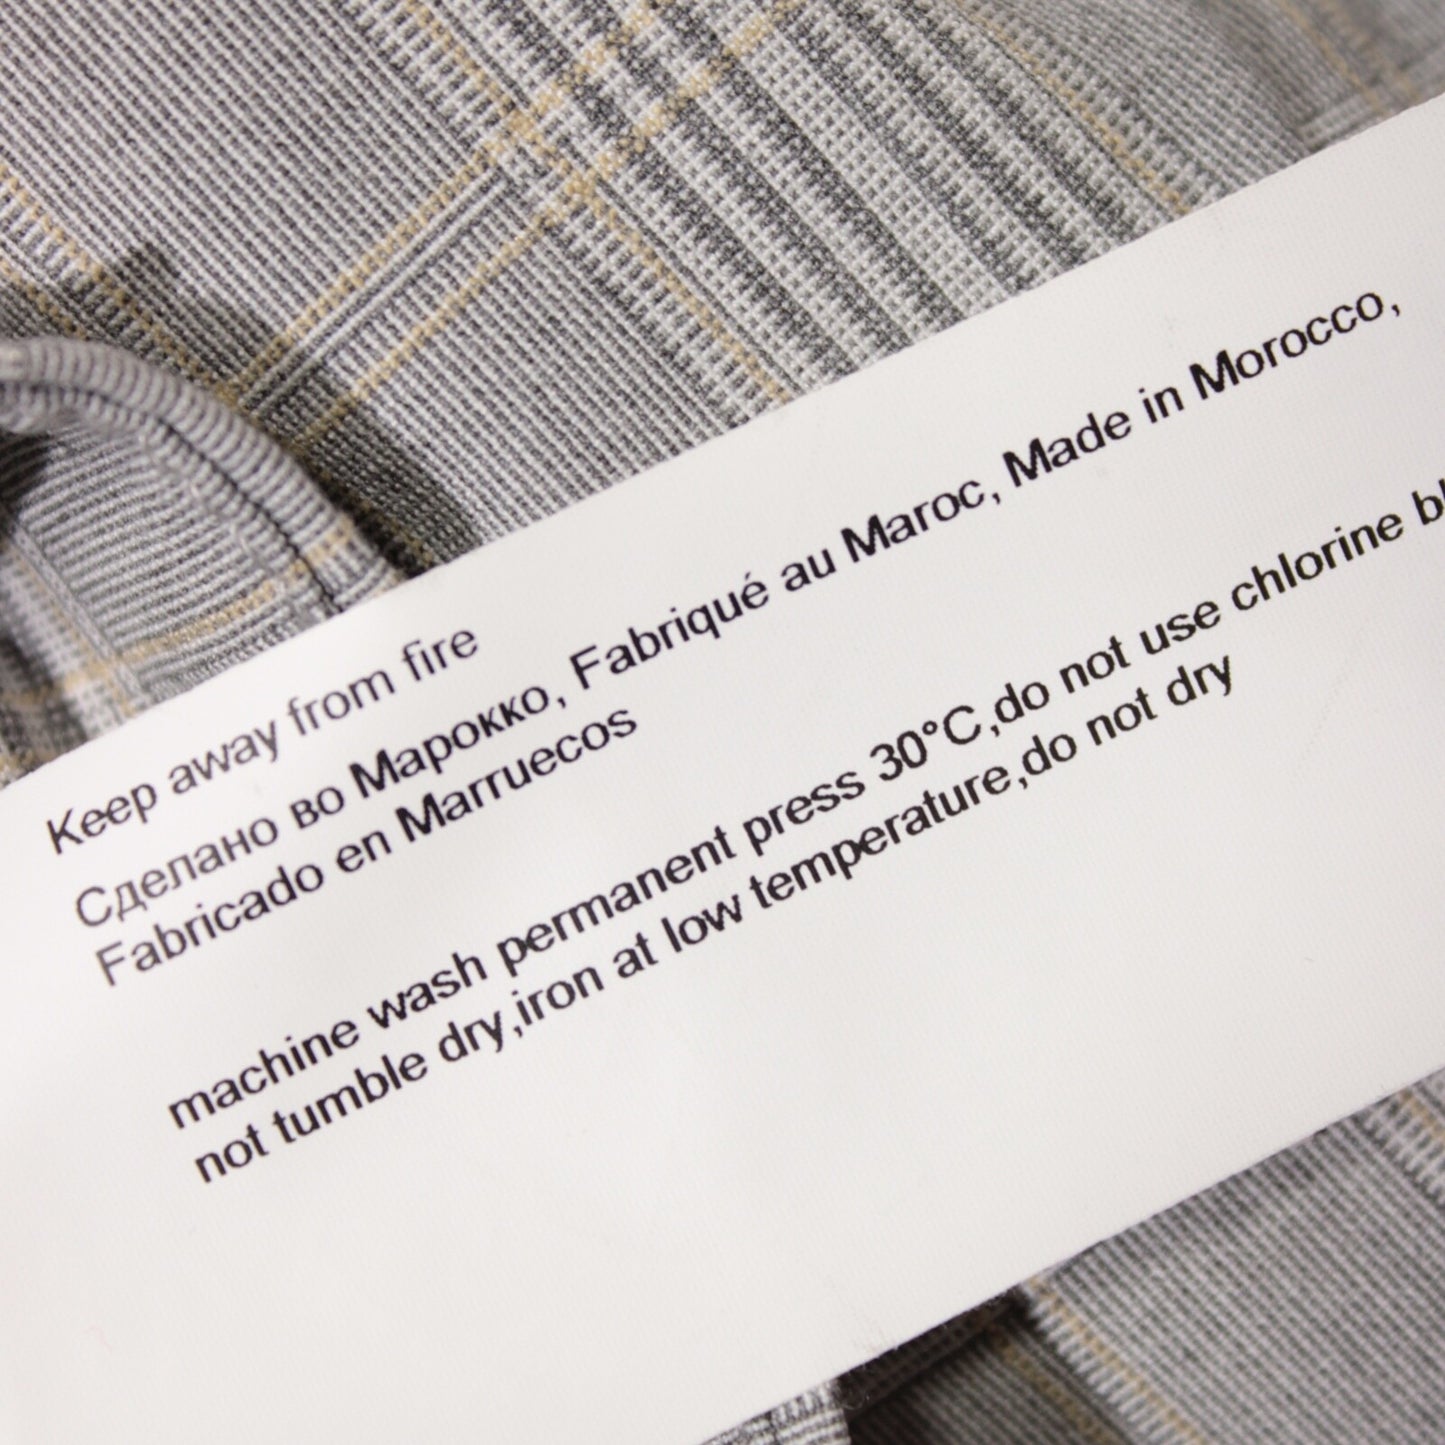 Keep away from fire
Сделано во Марокко, Fabriqué au Maroc, Made in Morocco,
Fabricado en Marruecos
machine wash permanent press 30°C,do not use chlorine
not tumble dry,iron at low temperature,do not dry